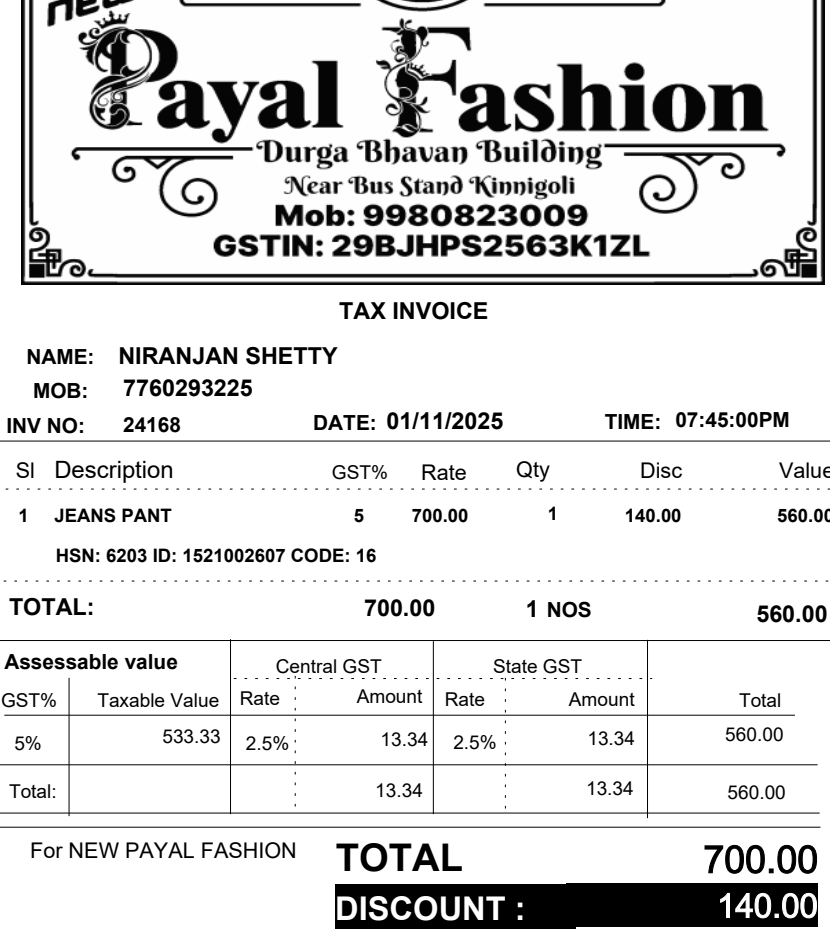 new
Payal Fashion
Durga Bhavan Building
Near Bus Stand Kinnigoli
Mob: 9980823009
GSTIN: 29BJHPS2563K1ZL
TAX INVOICE
NAME: NIRANJAN SHETTY
MOB: 7760293225
INV NO: 24168 DATE: 01/11/2025 TIME: 07:45:00PM
Sl Description GST% Rate Qty Disc Value
1 JEANS PANT 5 700.00 1 140.00 560.00
HSN: 6203 ID: 1521002607 CODE: 16
TOTAL: 700.00 1 NOS 560.00
Assessable value Central GST State GST
GST% Taxable Value Rate Amount Rate Amount Total
5% 533.33 2.5% 13.34 2.5% 13.34 560.00
Total: 13.34 13.34 560.00
For NEW PAYAL FASHION TOTAL 700.00
DISCOUNT : 140.00